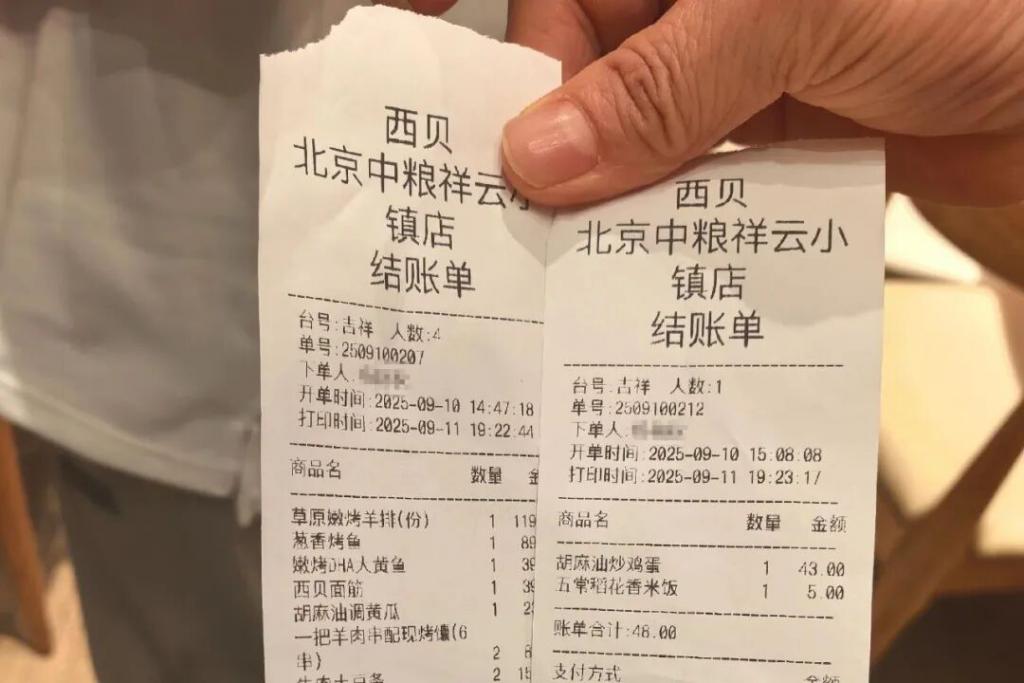 西贝
北京中粮祥云小
镇店
结账单
台号:吉祥 人数:4
单号:2509100207
下单人:
开单时间:2025-09-10 14:47:18
打印时间:2025-09-11 19:22:44
商品名 数量
草原嫩烤羊排(份) 1 119
葱香烤鱼 1 89
嫩烤DHA大黄鱼 1 39
西贝面筋 1 39
胡麻油调黄瓜 1
一把羊肉串配现烤馕(6
串) 2
2
西贝
北京中粮祥云小
镇店
结账单
台号:吉祥 人数:1
单号:2509100212
下单人:
开单时间:2025-09-10 15:08:08
打印时间:2025-09-11 19:23:17
商品名 数量 金额
胡麻油炒鸡蛋 1 43.00
五常稻花香米饭 1 5.00
账单合计:48.00
支付方式 金额